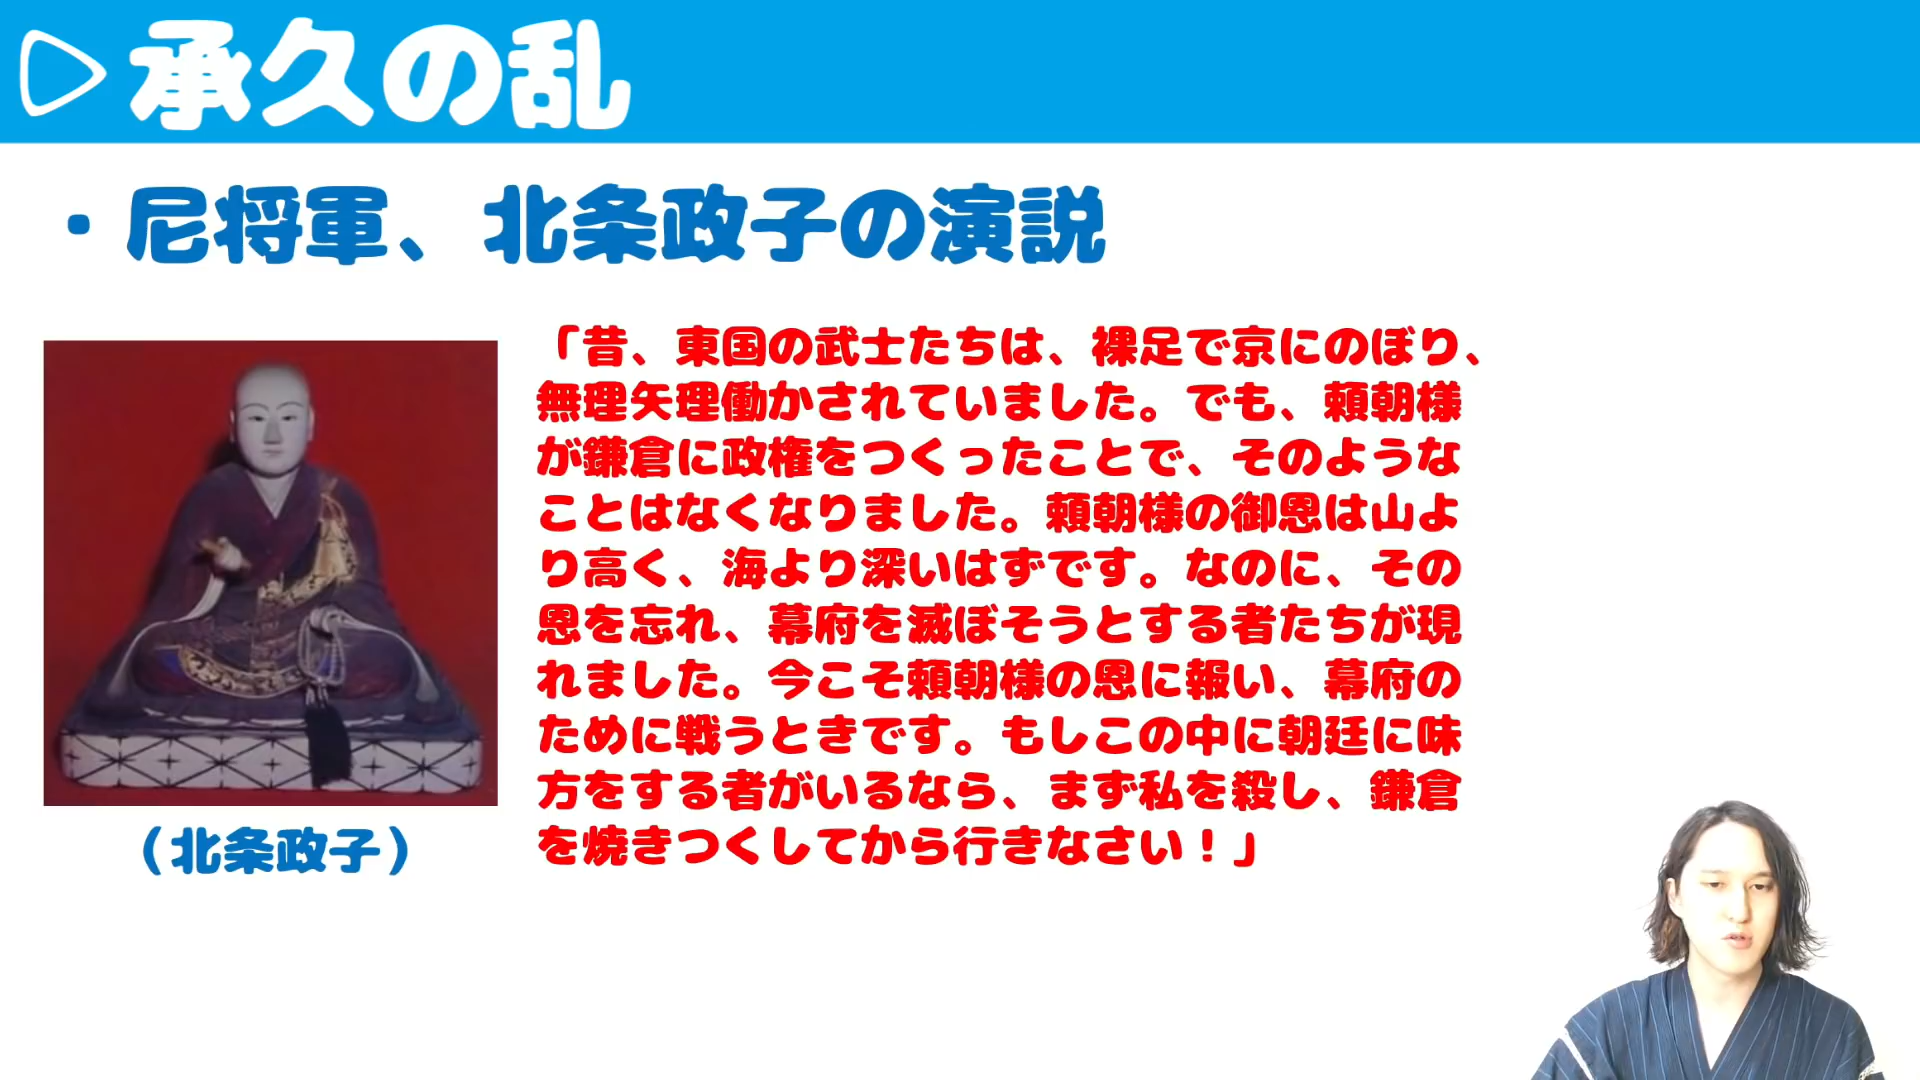 承久の乱
・尼将軍、北条政子の演説
「昔、東国の武士たちは、裸足で京にのぼり、
無理矢理働かされていました。でも、頼朝様
が鎌倉に政権をつくったことで、そのような
ことはなくなりました。頼朝様の御恩は山よ
り高く、海より深いはずです。なのに、その
恩を忘れ、幕府を滅ぼそうとする者たちが現
れました。今こそ頼朝様の恩に報い、幕府の
ために戦うときです。もしこの中に朝廷に味
方をする者がいるなら、まず私を殺し、鎌倉
を焼きつくしてから行きなさい！」
（北条政子）